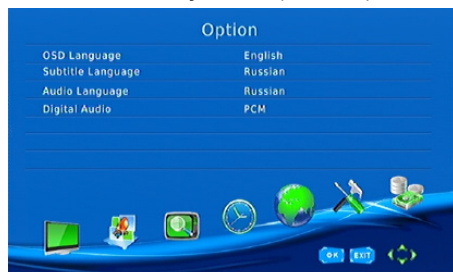 Option
OSD Language English
Subtitle Language Russian
Audio Language Russian
Digital Audio PCM
OK EXIT